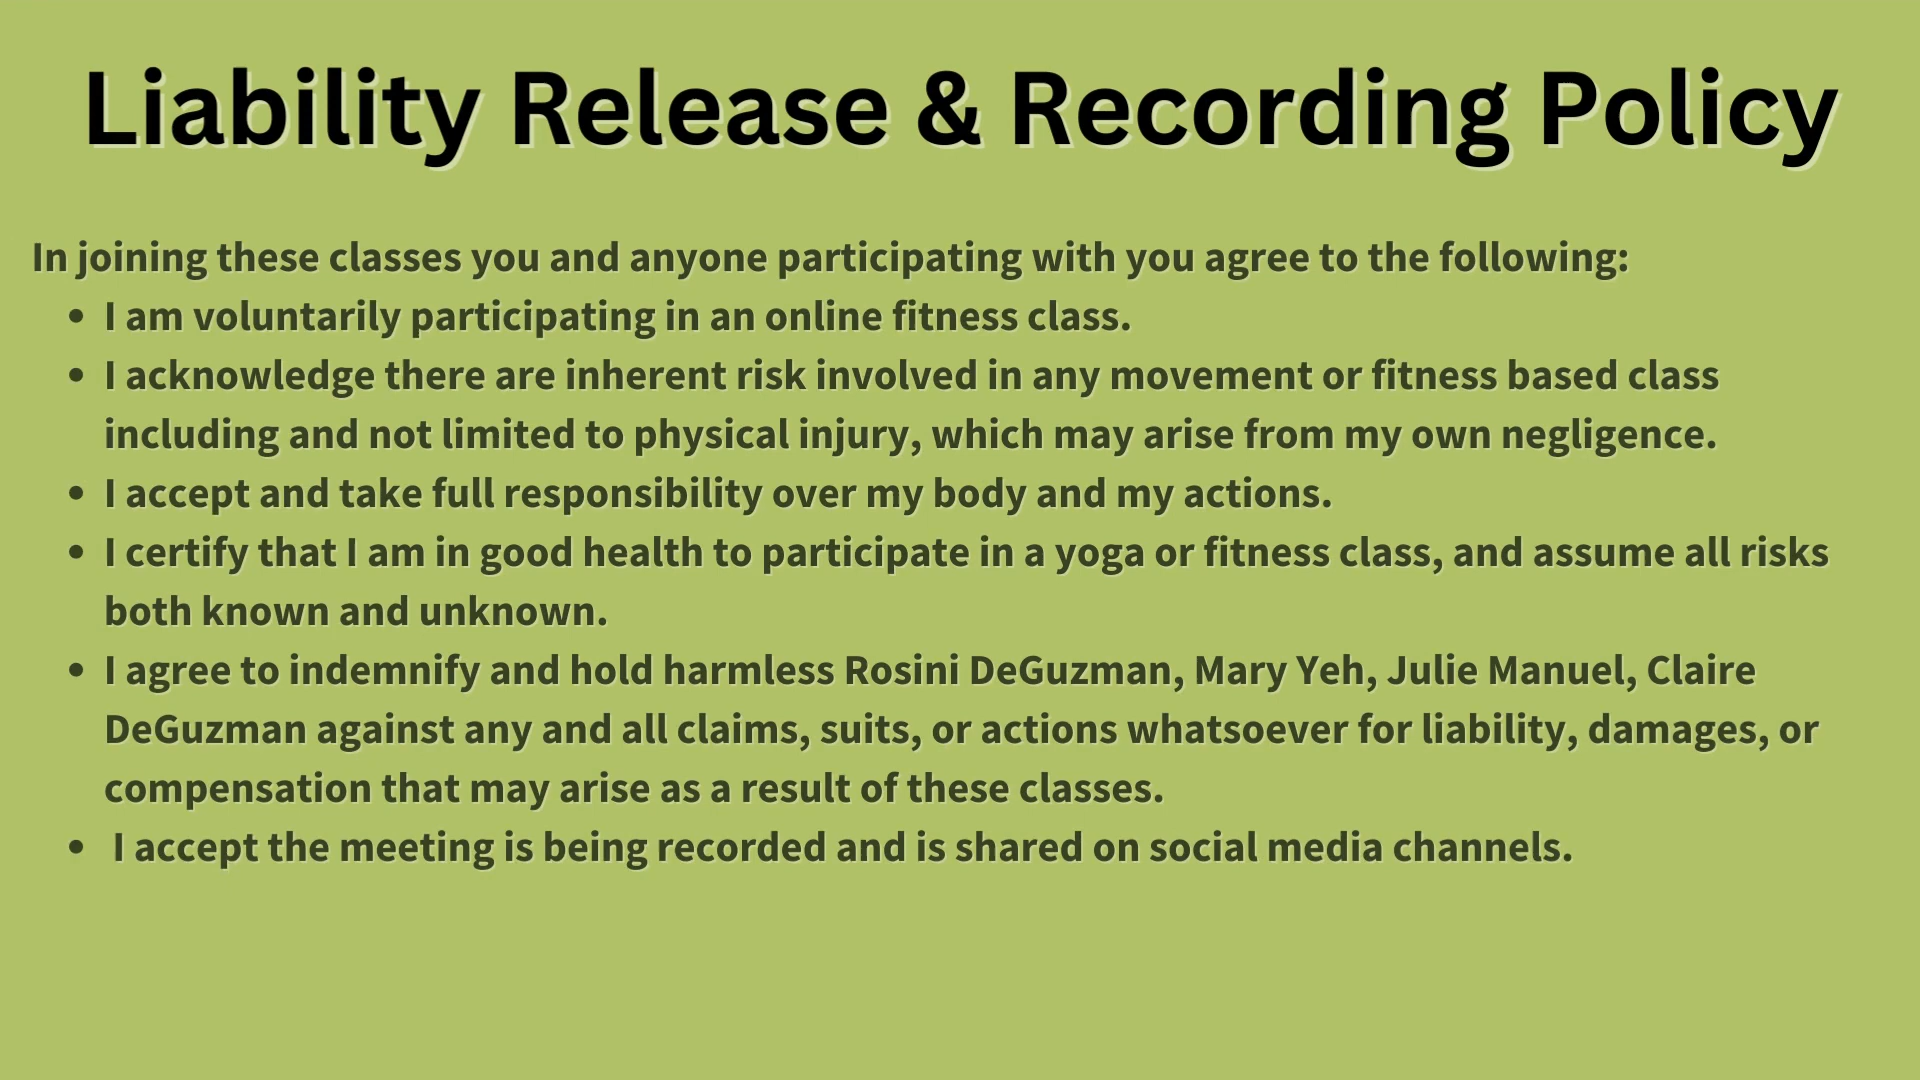 Liability Release & Recording Policy
In joining these classes you and anyone participating with you agree to the following:
• I am voluntarily participating in an online fitness class.
• I acknowledge there are inherent risk involved in any movement or fitness based class
including and not limited to physical injury, which may arise from my own negligence.
• I accept and take full responsibility over my body and my actions.
• I certify that I am in good health to participate in a yoga or fitness class, and assume all risks
both known and unknown.
• I agree to indemnify and hold harmless Rosini DeGuzman, Mary Yeh, Julie Manuel, Claire
DeGuzman against any and all claims, suits, or actions whatsoever for liability, damages, or
compensation that may arise as a result of these classes.
• I accept the meeting is being recorded and is shared on social media channels.